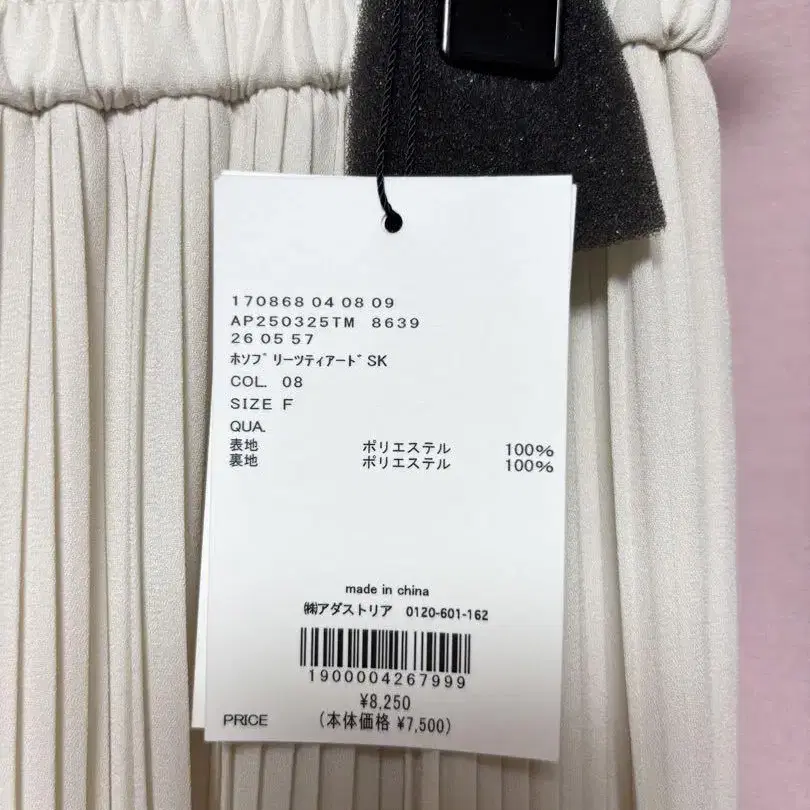 170868 04 08 09
AP250325TM 8639
26 05 57
ﾎｿﾌﾟﾘｰﾂﾃｨｱｰﾄﾞSK
COL. 08
SIZE F
QUA.
表地 ポリエステル 100%
裏地 ポリエステル 100%
made in china
㈱アダストリア 0120-601-162
1900004267999
¥8,250
PRICE (本体価格 ¥7,500)